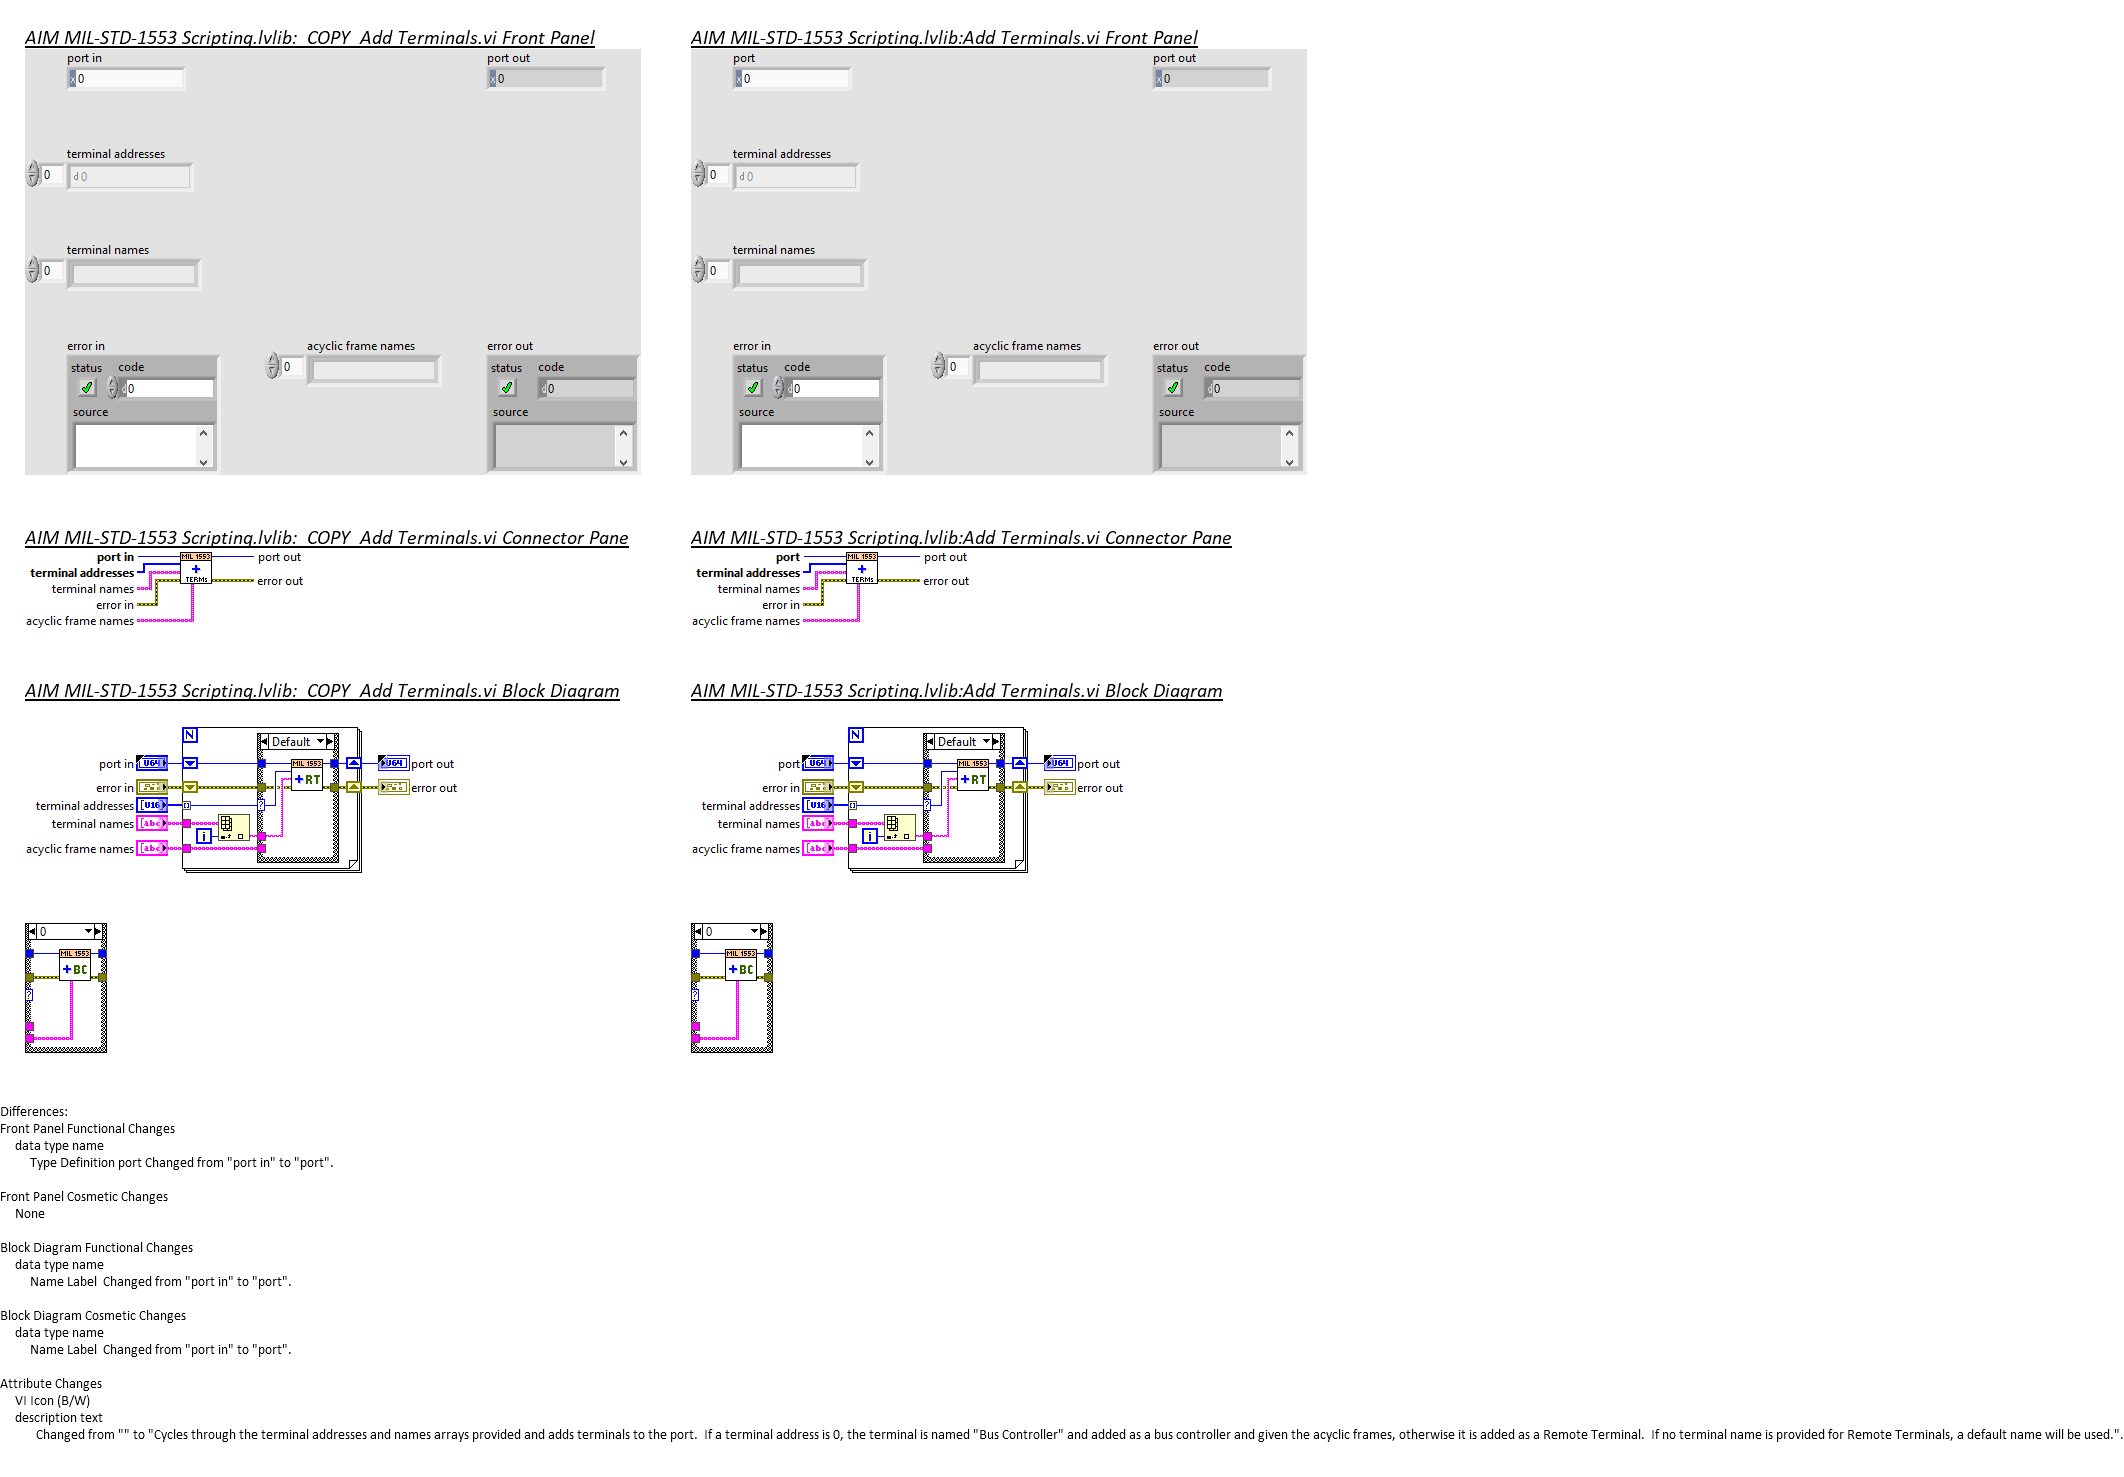 AIM MIL-STD-1553 Scripting.lvlib:  COPY  Add Terminals.vi Front Panel
port in
x 0
port out
x 0
terminal addresses
0
d 0
terminal names
0
error in
status
code
d 0
source
acyclic frame names
0
error out
status
code
d 0
source
AIM MIL-STD-1553 Scripting.lvlib:Add Terminals.vi Front Panel
port
x 0
port out
x 0
terminal addresses
0
d 0
terminal names
0
error in
status
code
d 0
source
acyclic frame names
0
error out
status
code
d 0
source
AIM MIL-STD-1553 Scripting.lvlib:  COPY  Add Terminals.vi Connector Pane
port in
terminal addresses
terminal names
error in
acyclic frame names
MIL 1553
+
TERMs
port out
error out
AIM MIL-STD-1553 Scripting.lvlib:Add Terminals.vi Connector Pane
port
terminal addresses
terminal names
error in
acyclic frame names
MIL 1553
+
TERMs
port out
error out
AIM MIL-STD-1553 Scripting.lvlib:  COPY  Add Terminals.vi Block Diagram
N
Default
port in
U64
MIL 1553
+RT
U64
port out
error in
error out
terminal addresses
[U16
?
terminal names
[abc
i
acyclic frame names
[abc
0
MIL 1553
+BC
?
AIM MIL-STD-1553 Scripting.lvlib:Add Terminals.vi Block Diagram
N
Default
port
U64
MIL 1553
+RT
U64
port out
error in
error out
terminal addresses
[U16
?
terminal names
[abc
i
acyclic frame names
[abc
0
MIL 1553
+BC
?
Differences:
Front Panel Functional Changes
data type name
Type Definition port Changed from "port in" to "port".
Front Panel Cosmetic Changes
None
Block Diagram Functional Changes
data type name
Name Label  Changed from "port in" to "port".
Block Diagram Cosmetic Changes
data type name
Name Label  Changed from "port in" to "port".
Attribute Changes
VI Icon (B/W)
description text
Changed from "" to "Cycles through the terminal addresses and names arrays provided and adds terminals to the port.  If a terminal address is 0, the terminal is named "Bus Controller" and added as a bus controller and given the acyclic frames, otherwise it is added as a Remote Terminal.  If no terminal name is provided for Remote Terminals, a default name will be used.".